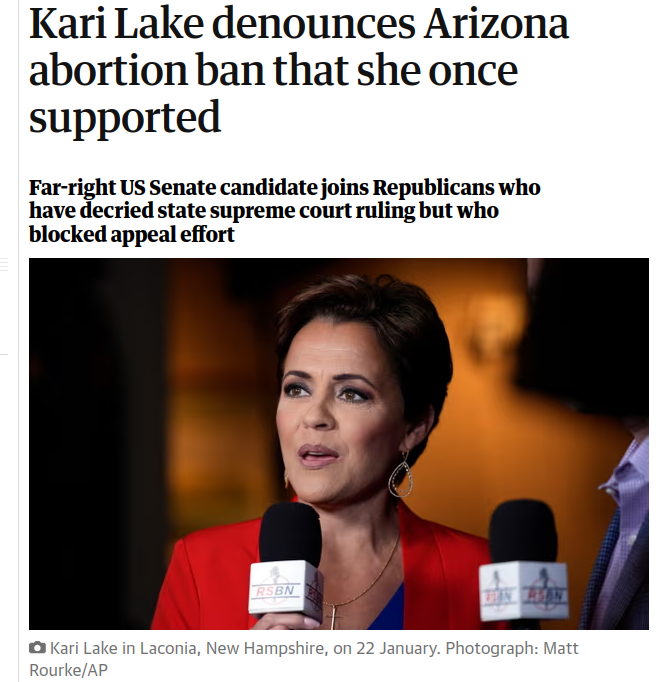 Kari Lake denounces Arizona
abortion ban that she once
supported
Far-right US Senate candidate joins Republicans who
have decried state supreme court ruling but who
blocked appeal effort
RSBN
RSBN
RSBN
Kari Lake in Laconia, New Hampshire, on 22 January. Photograph: Matt
Rourke/AP